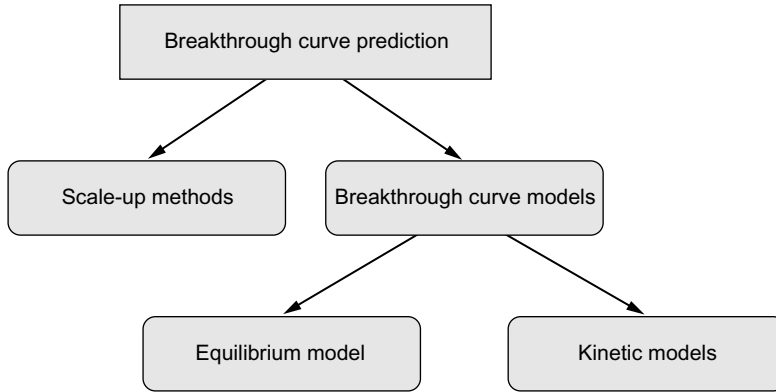 Breakthrough curve prediction
Scale-up methods
Breakthrough curve models
Equilibrium model
Kinetic models